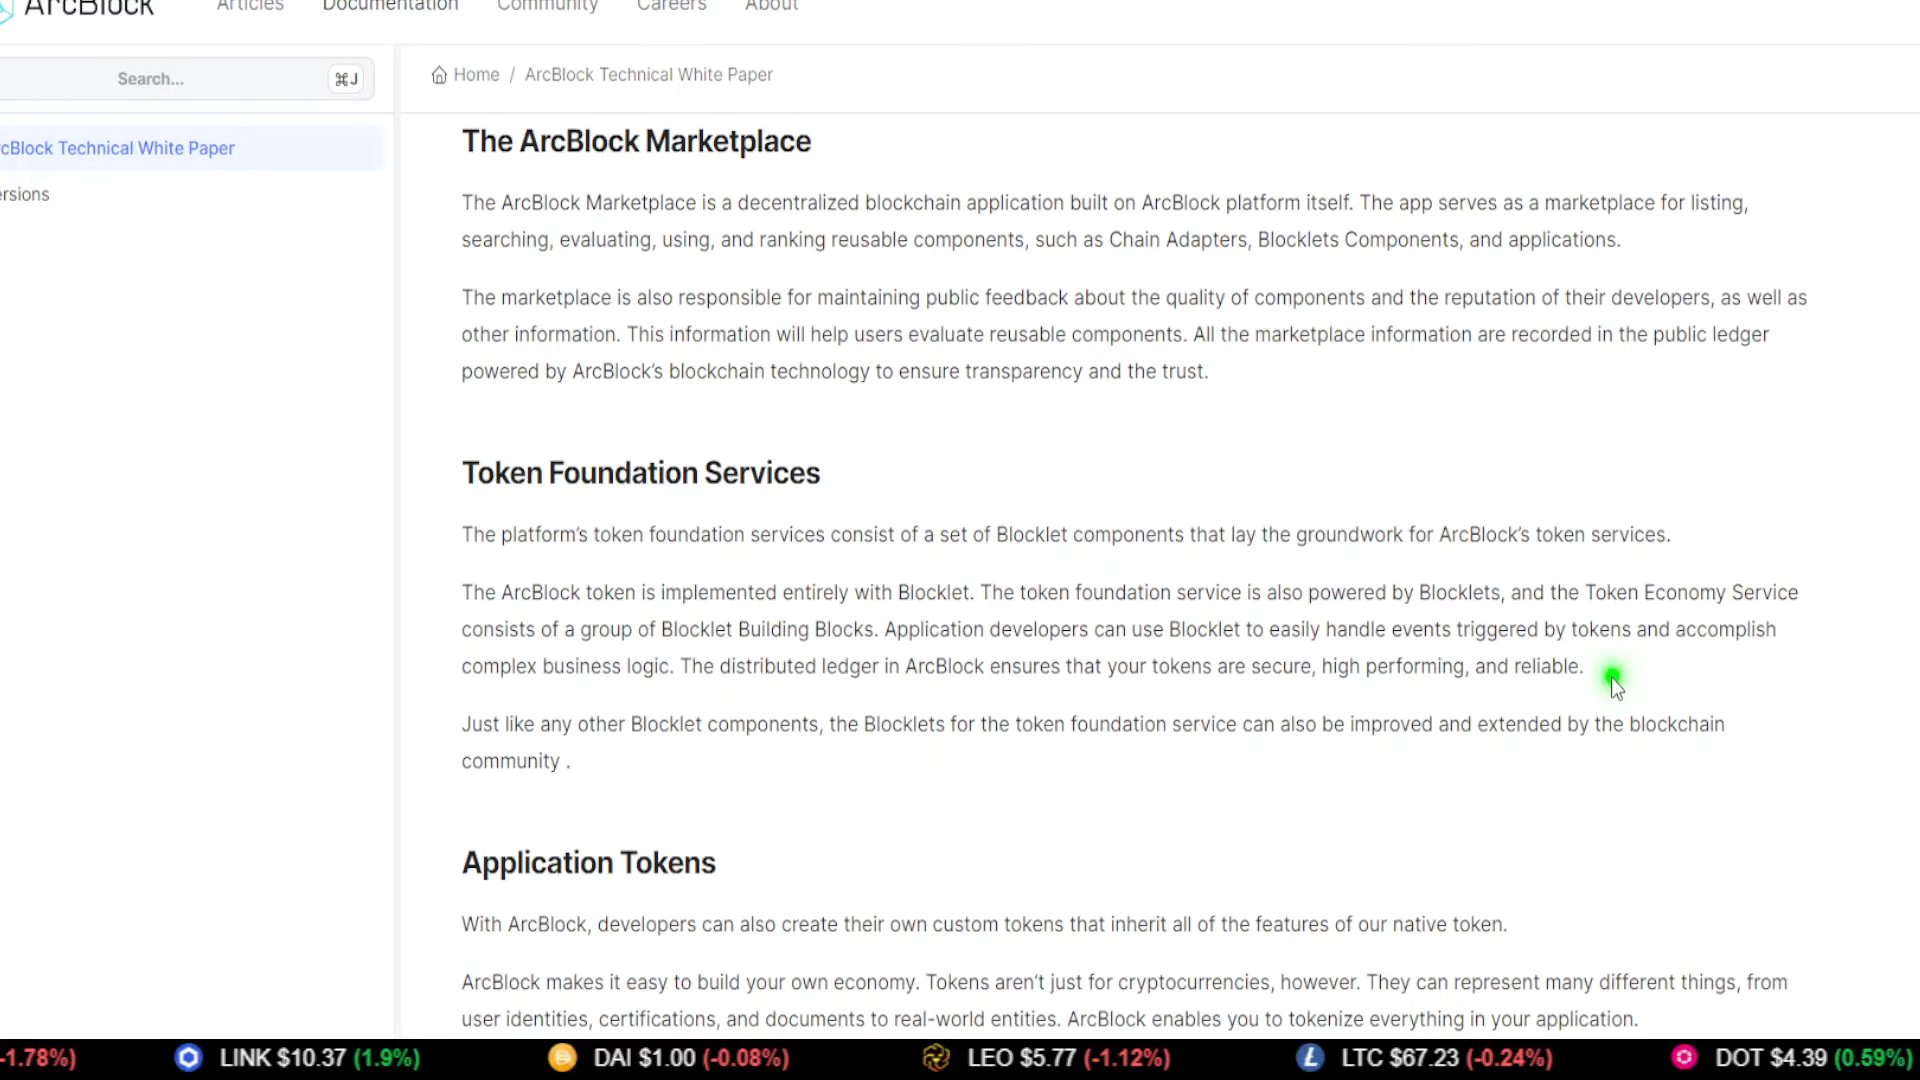 ArcBlock Articles Documentation Community Careers About
Search... ⌘J
Home / ArcBlock Technical White Paper
cBlock Technical White Paper
ersions
The ArcBlock Marketplace
The ArcBlock Marketplace is a decentralized blockchain application built on ArcBlock platform itself. The app serves as a marketplace for listing,
searching, evaluating, using, and ranking reusable components, such as Chain Adapters, Blocklets Components, and applications.
The marketplace is also responsible for maintaining public feedback about the quality of components and the reputation of their developers, as well as
other information. This information will help users evaluate reusable components. All the marketplace information are recorded in the public ledger
powered by ArcBlock’s blockchain technology to ensure transparency and the trust.
Token Foundation Services
The platform’s token foundation services consist of a set of Blocklet components that lay the groundwork for ArcBlock’s token services.
The ArcBlock token is implemented entirely with Blocklet. The token foundation service is also powered by Blocklets, and the Token Economy Service
consists of a group of Blocklet Building Blocks. Application developers can use Blocklet to easily handle events triggered by tokens and accomplish
complex business logic. The distributed ledger in ArcBlock ensures that your tokens are secure, high performing, and reliable.
Just like any other Blocklet components, the Blocklets for the token foundation service can also be improved and extended by the blockchain
community .
Application Tokens
With ArcBlock, developers can also create their own custom tokens that inherit all of the features of our native token.
ArcBlock makes it easy to build your own economy. Tokens aren’t just for cryptocurrencies, however. They can represent many different things, from
user identities, certifications, and documents to real-world entities. ArcBlock enables you to tokenize everything in your application.
-1.78%) LINK $10.37 (1.9%) DAI $1.00 (-0.08%) LEO $5.77 (-1.12%) LTC $67.23 (-0.24%) DOT $4.39 (0.59%)